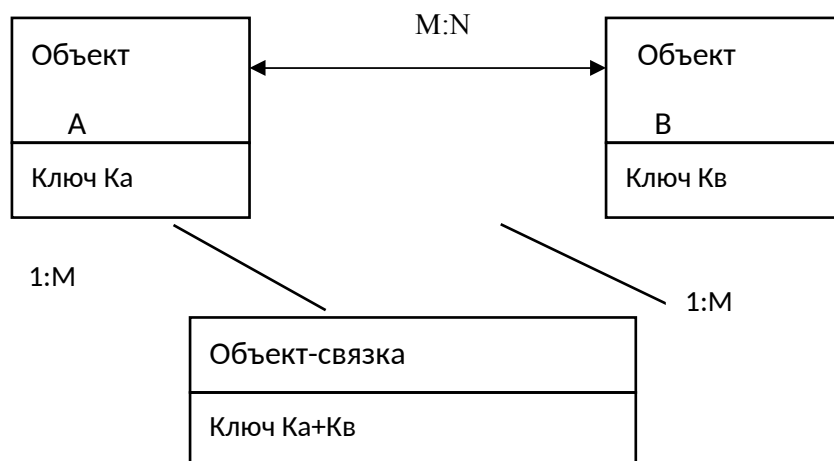 M:N
Объект
А
Ключ Ка
Объект
В
Ключ Кв
1:М
1:М
Объект-связка
Ключ Ка+Кв